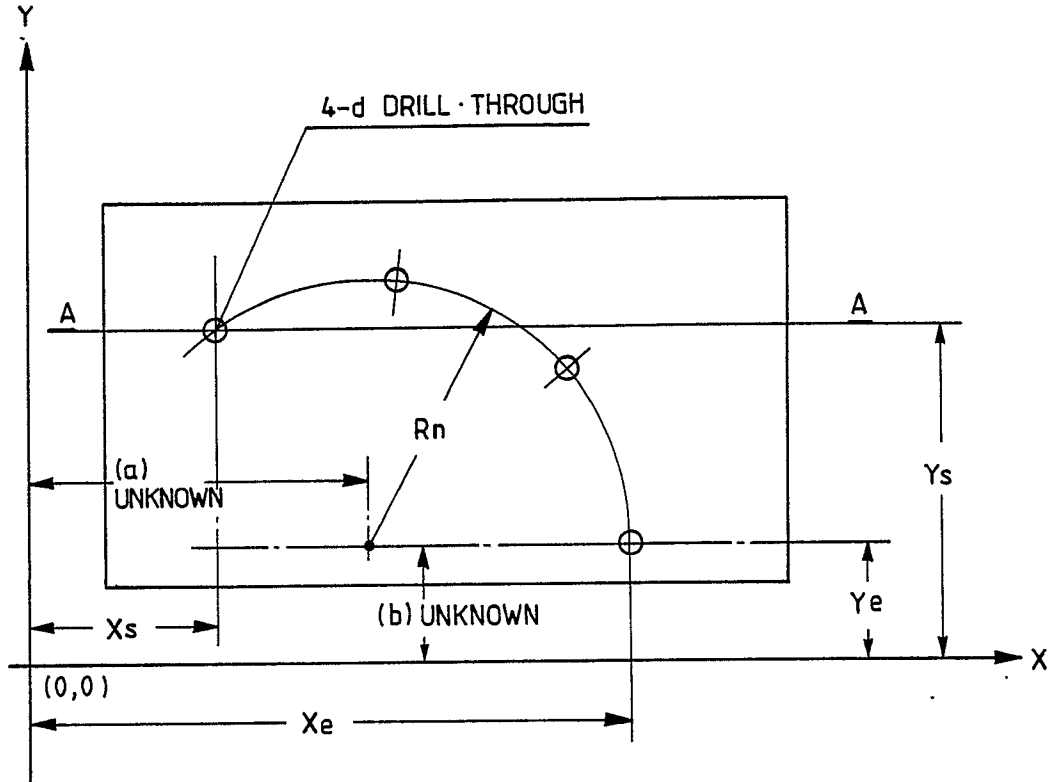 Y
4-d DRILL·THROUGH
A
A
Rn
(a)
UNKNOWN
Ys
(b) UNKNOWN
Ye
Xs
X
(0,0)
Xe